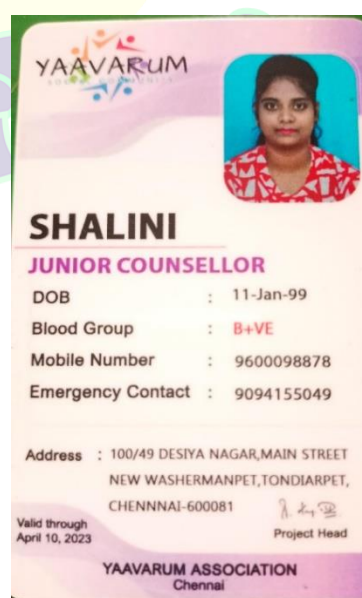 YAAVARUM
SHALINI
JUNIOR COUNSELLOR
DOB : 11-Jan-99
Blood Group : B+VE
Mobile Number : 9600098878
Emergency Contact : 9094155049
Address : 100/49 DESIYA NAGAR,MAIN STREET
NEW WASHERMANPET,TONDIARPET,
CHENNNAI-600081
Valid through
April 10, 2023
Project Head
YAAVARUM ASSOCIATION
Chennai